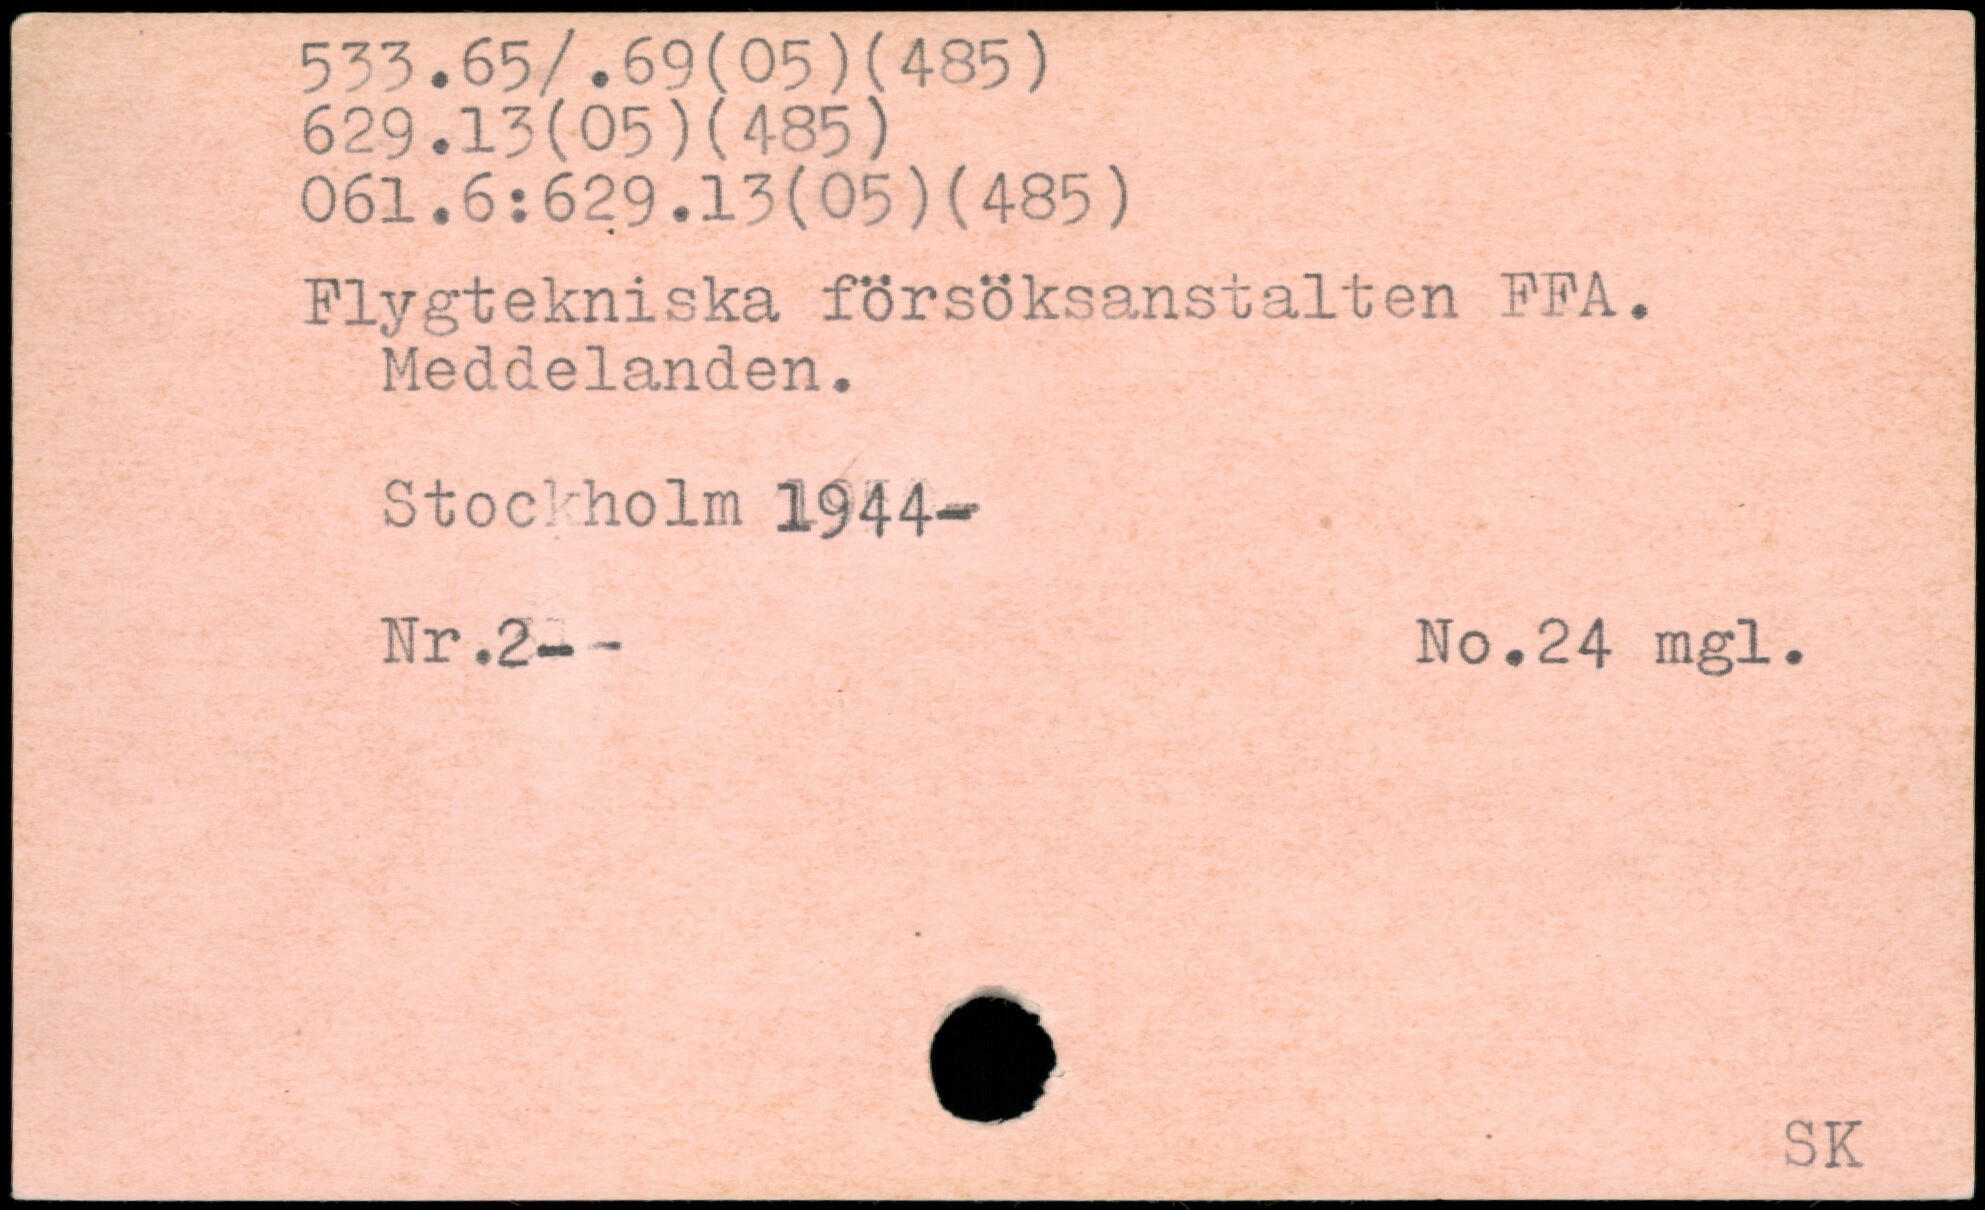 533.65/.69(05)(485)
629.13(05)(485)
061.6:629.13(05)(485)
Flygtekniska försöksanstalten FFA.
Meddelanden.
Stockholm 1944-
Nr.2- -
No.24 mgl.
SK